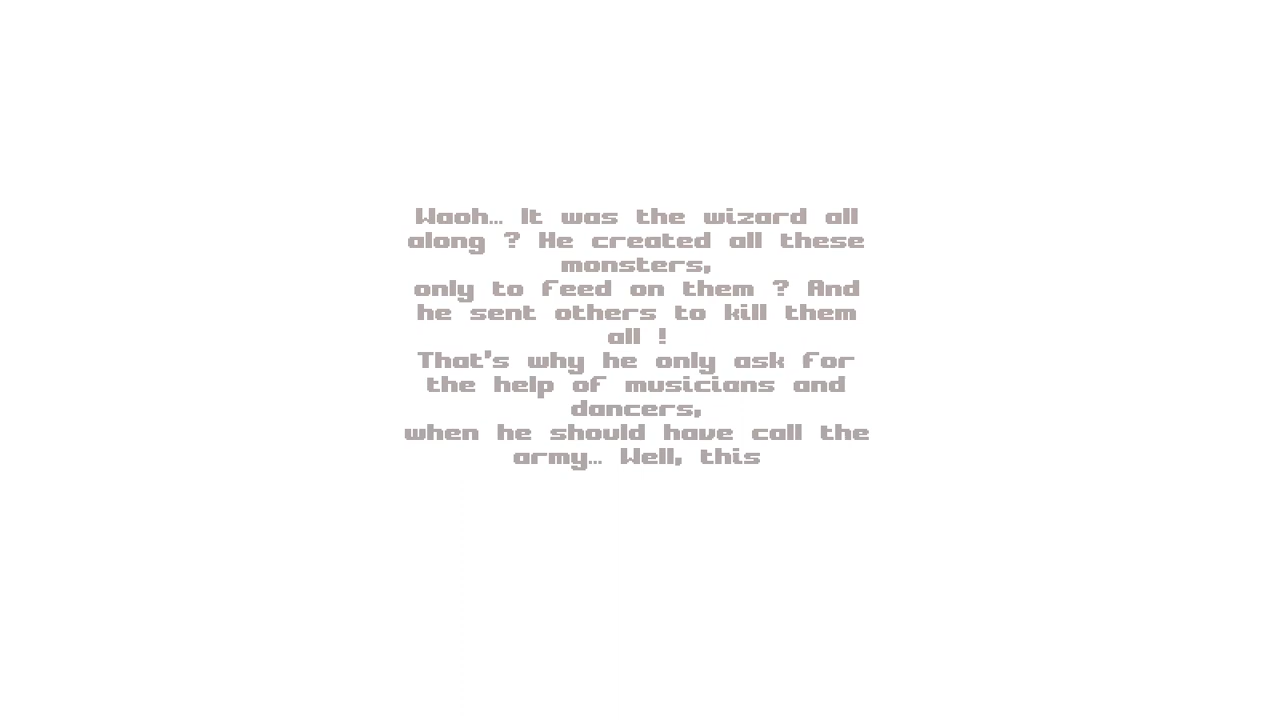 Waoh... It was the wizard all
along ? He created all these
monsters,
only to feed on them ? And
he sent others to kill them
all !
That's why he only ask for
the help of musicians and
dancers,
when he should have call the
army... Well, this